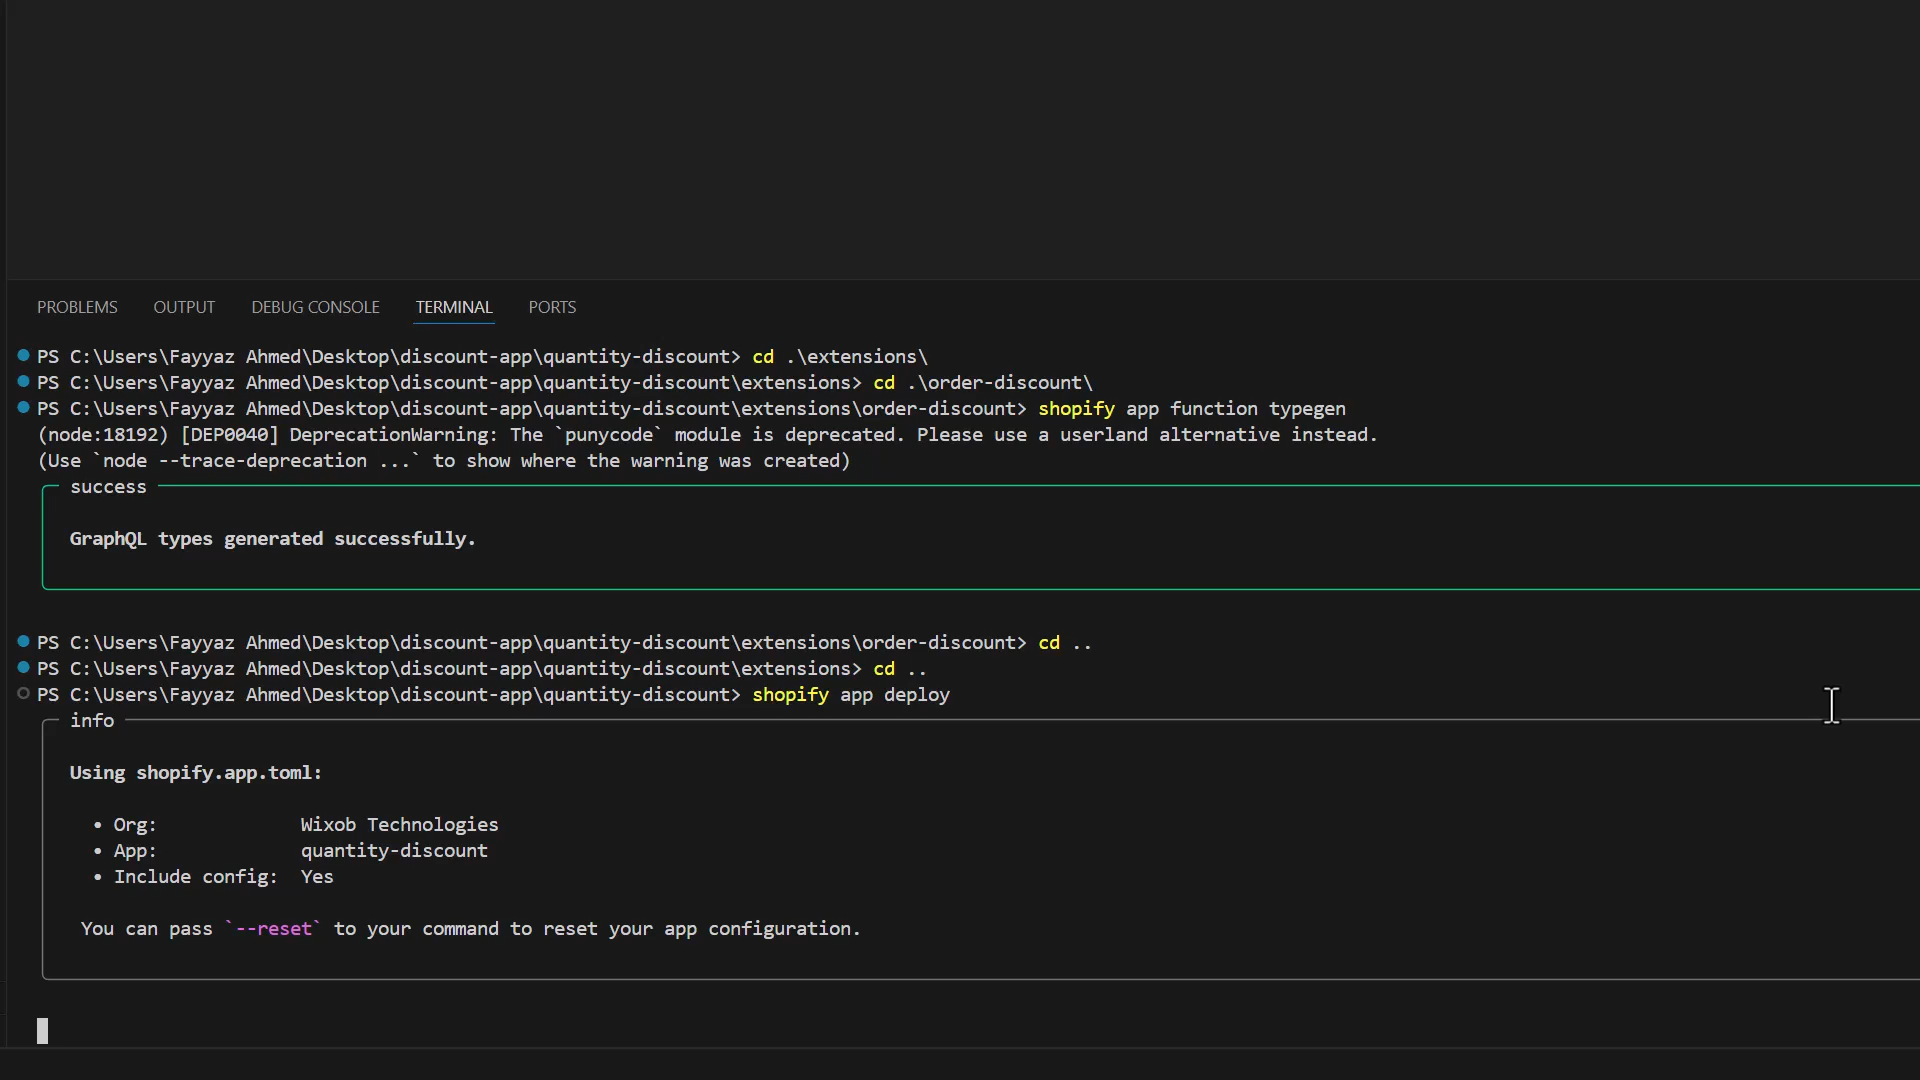 PROBLEMS OUTPUT DEBUG CONSOLE TERMINAL PORTS
PS C:\Users\Fayyaz Ahmed\Desktop\discount-app\quantity-discount> cd .\extensions\
PS C:\Users\Fayyaz Ahmed\Desktop\discount-app\quantity-discount\extensions> cd .\order-discount\
PS C:\Users\Fayyaz Ahmed\Desktop\discount-app\quantity-discount\extensions\order-discount> shopify app function typegen
(node:18192) [DEP0040] DeprecationWarning: The `punycode` module is deprecated. Please use a userland alternative instead.
(Use `node --trace-deprecation ...` to show where the warning was created)
success
GraphQL types generated successfully.
PS C:\Users\Fayyaz Ahmed\Desktop\discount-app\quantity-discount\extensions\order-discount> cd ..
PS C:\Users\Fayyaz Ahmed\Desktop\discount-app\quantity-discount\extensions> cd ..
PS C:\Users\Fayyaz Ahmed\Desktop\discount-app\quantity-discount> shopify app deploy
info
Using shopify.app.toml:
• Org: Wixob Technologies
• App: quantity-discount
• Include config: Yes
You can pass `--reset` to your command to reset your app configuration.